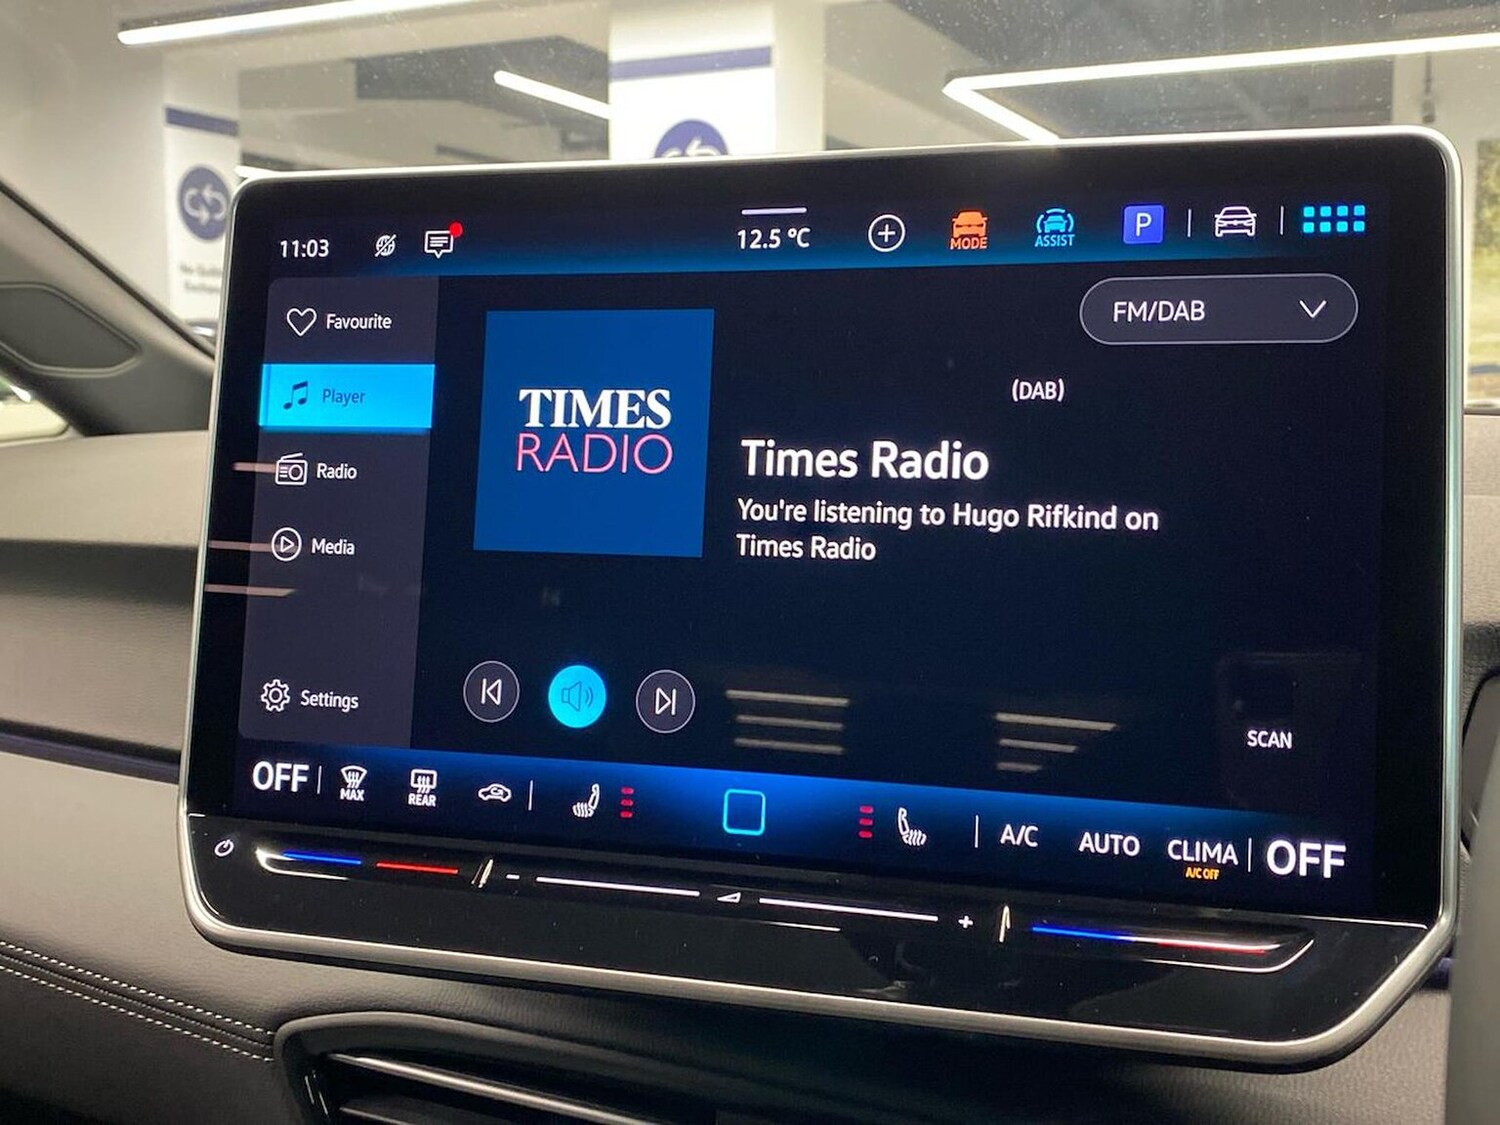 11:03
12.5 °C
MODE
ASSIST
P
Favourite
Player
Radio
Media
Settings
TIMES
RADIO
FM/DAB
(DAB)
Times Radio
You're listening to Hugo Rifkind on
Times Radio
SCAN
OFF
MAX
REAR
A/C
AUTO
CLIMA
A/C OFF
OFF
- +